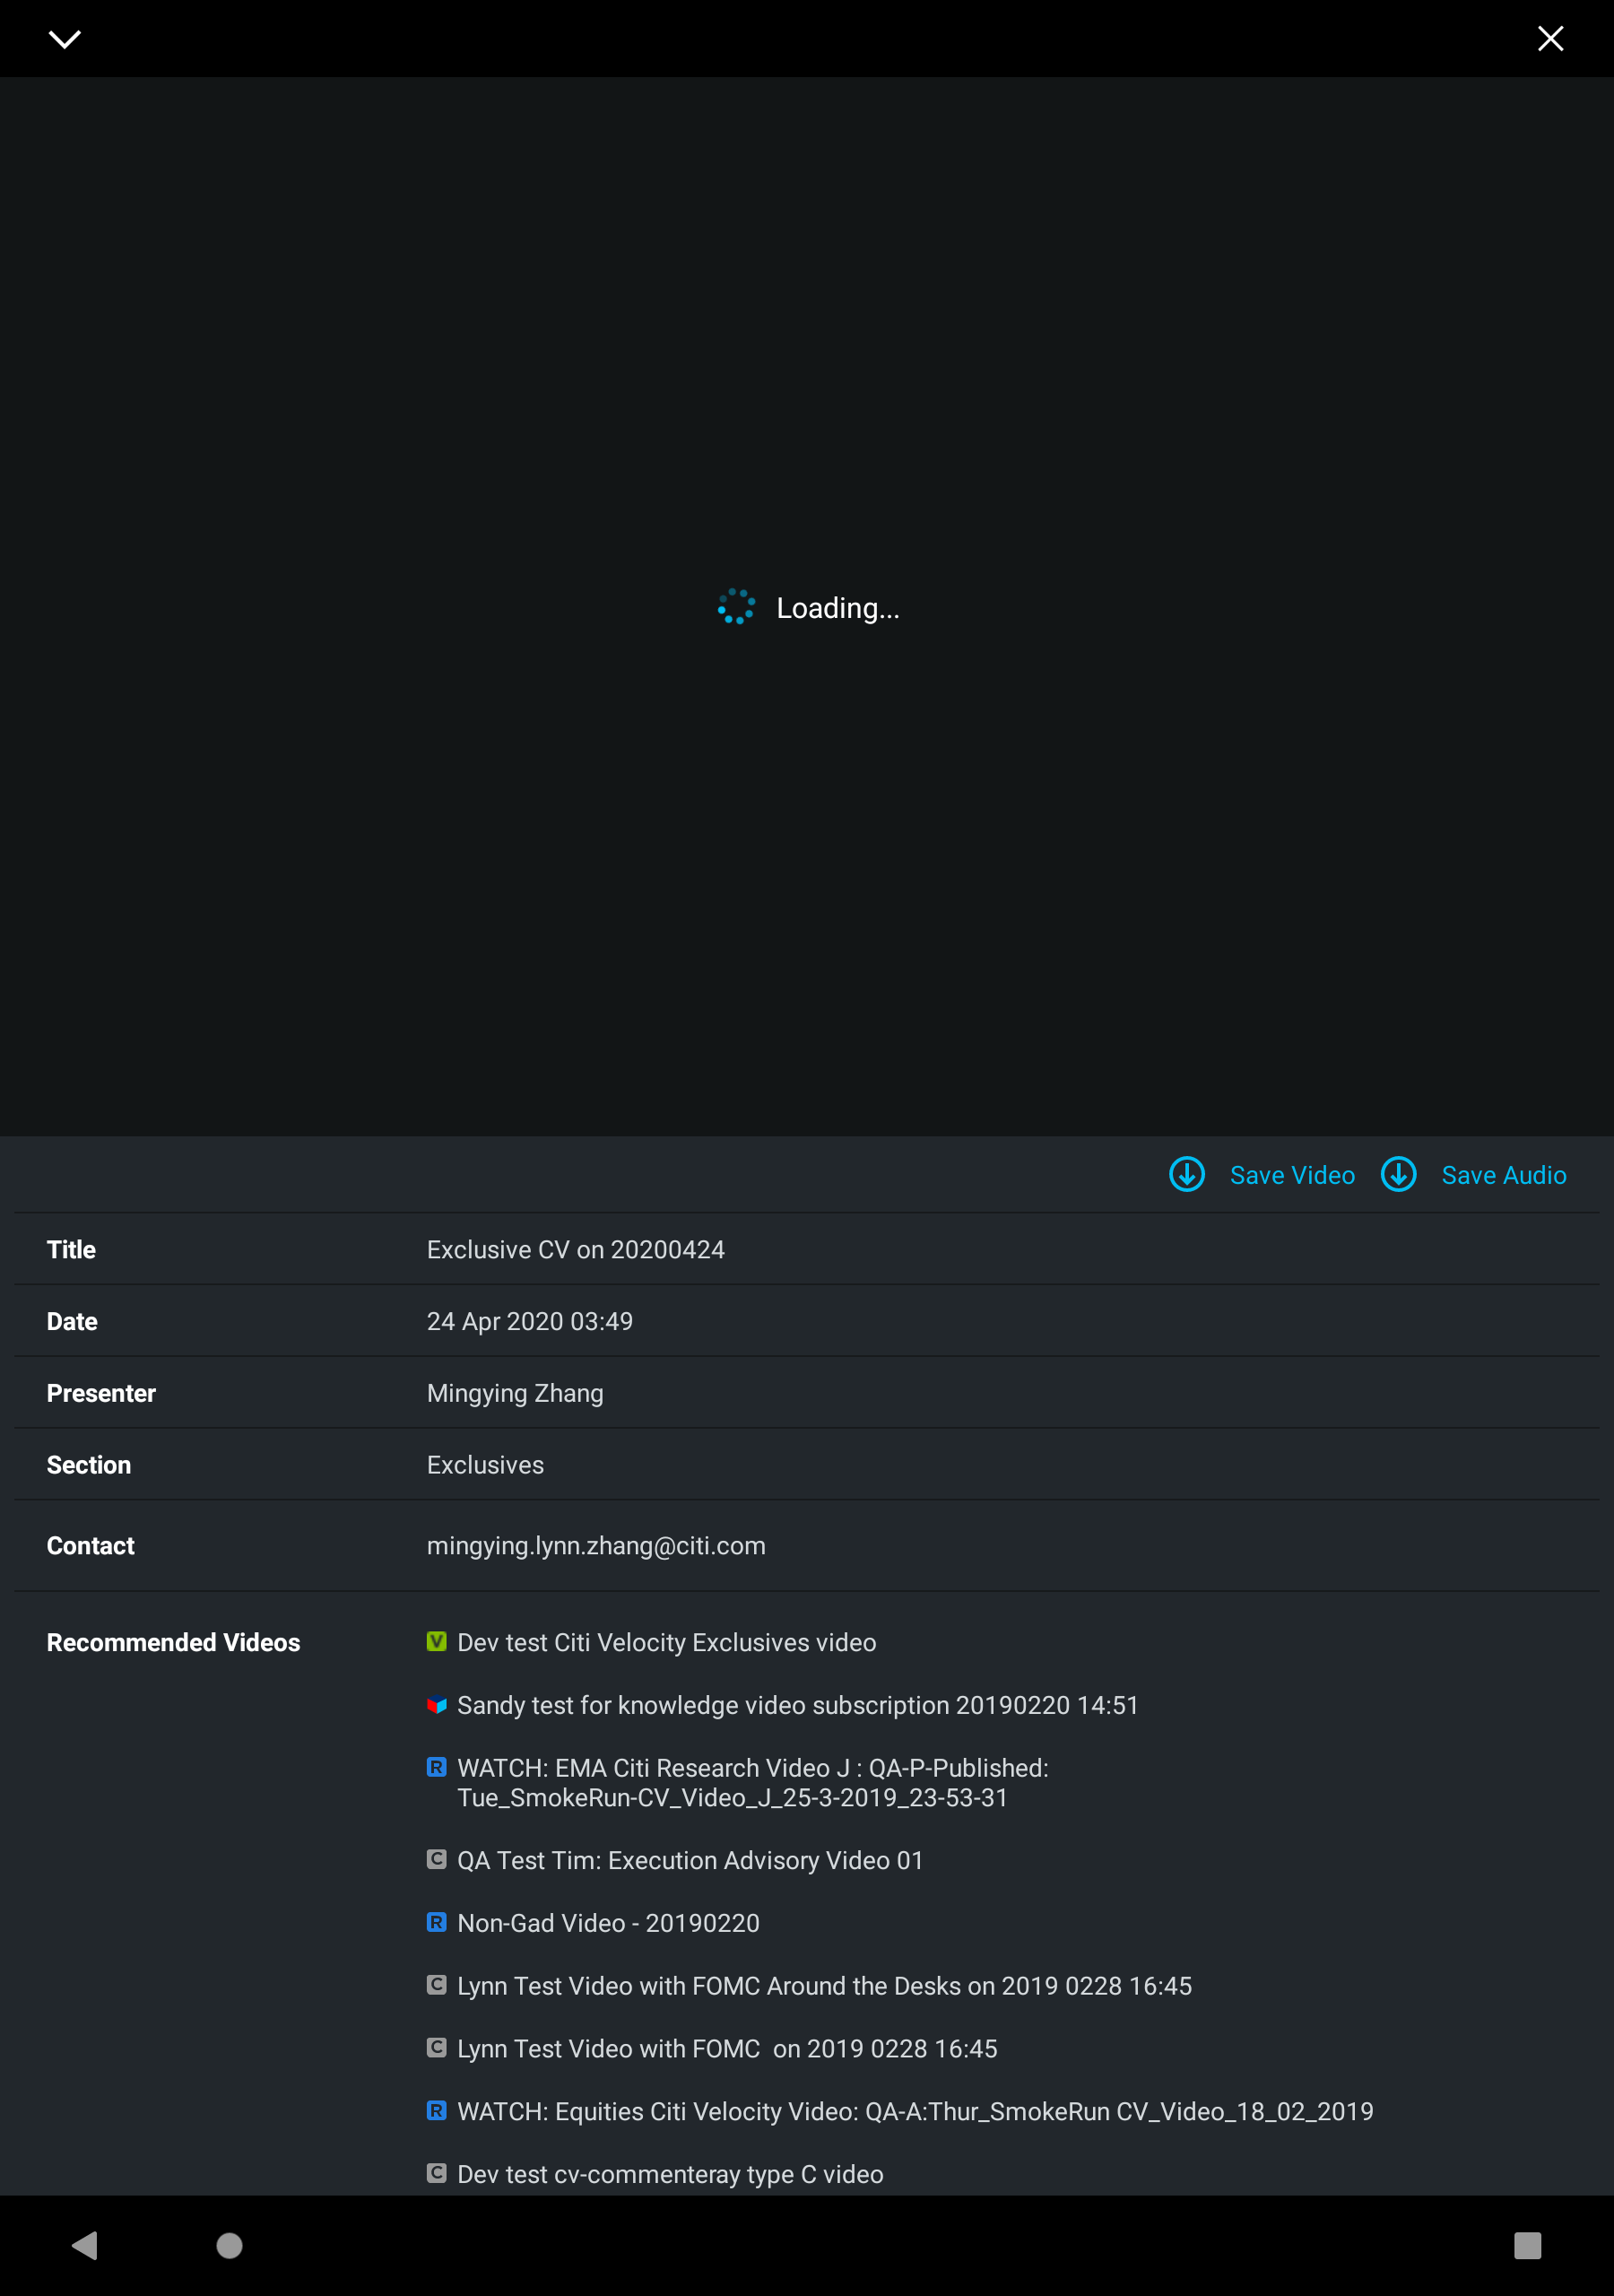 Loading...
Save Video Save Audio
Title Exclusive CV on 20200424
Date 24 Apr 2020 03:49
Presenter Mingying Zhang
Section Exclusives
Contact mingying.lynn.zhang@citi.com
Recommended Videos V Dev test Citi Velocity Exclusives video
Sandy test for knowledge video subscription 20190220 14:51
R WATCH: EMA Citi Research Video J : QA-P-Published:
Tue_SmokeRun-CV_Video_J_25-3-2019_23-53-31
C QA Test Tim: Execution Advisory Video 01
R Non-Gad Video - 20190220
C Lynn Test Video with FOMC Around the Desks on 2019 0228 16:45
C Lynn Test Video with FOMC  on 2019 0228 16:45
R WATCH: Equities Citi Velocity Video: QA-A:Thur_SmokeRun CV_Video_18_02_2019
C Dev test cv-commenteray type C video